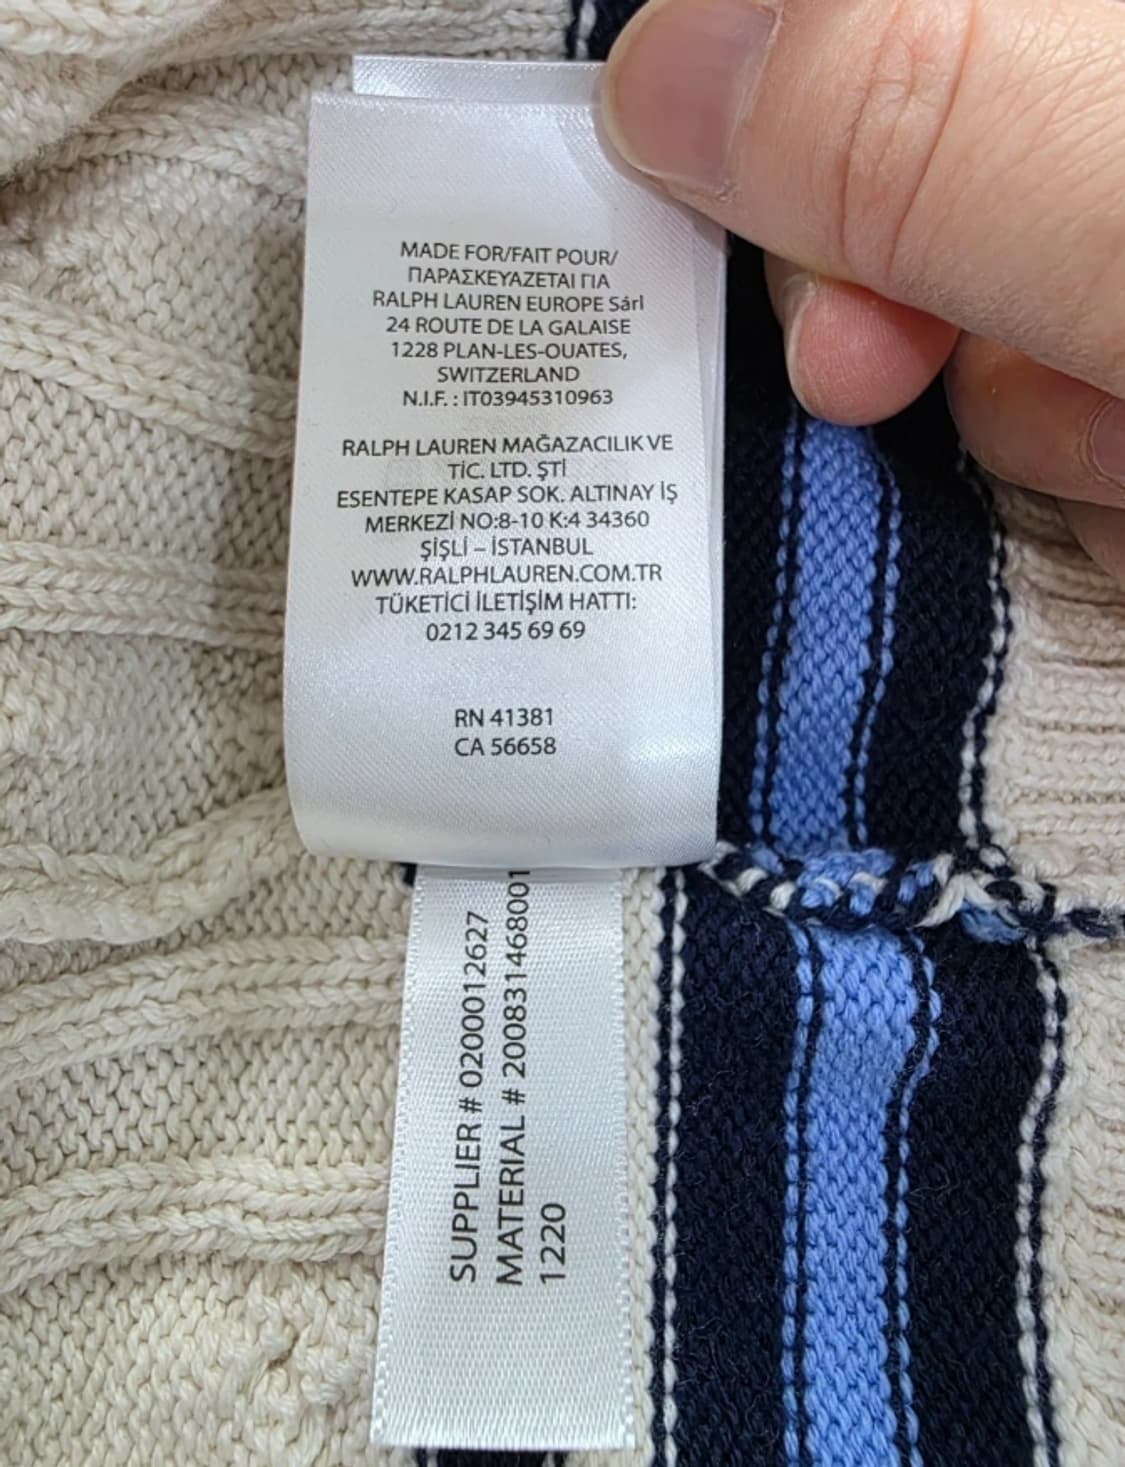 MADE FOR/FAIT POUR/
ΠΑΡΑΣΚΕΥΑΖΕΤΑΙ ΓΙΑ
RALPH LAUREN EUROPE Sárl
24 ROUTE DE LA GALAISE
1228 PLAN-LES-OUATES,
SWITZERLAND
N.I.F. : IT03945310963
RALPH LAUREN MAĞAZACILIK VE
TİC. LTD. ŞTİ
ESENTEPE KASAP SOK. ALTINAY İŞ
MERKEZİ NO:8-10 K:4 34360
ŞİŞLİ – İSTANBUL
WWW.RALPHLAUREN.COM.TR
TÜKETİCİ İLETİŞİM HATTI:
0212 345 69 69
RN 41381
CA 56658
SUPPLIER # 0200012627
MATERIAL # 200831468001
1220